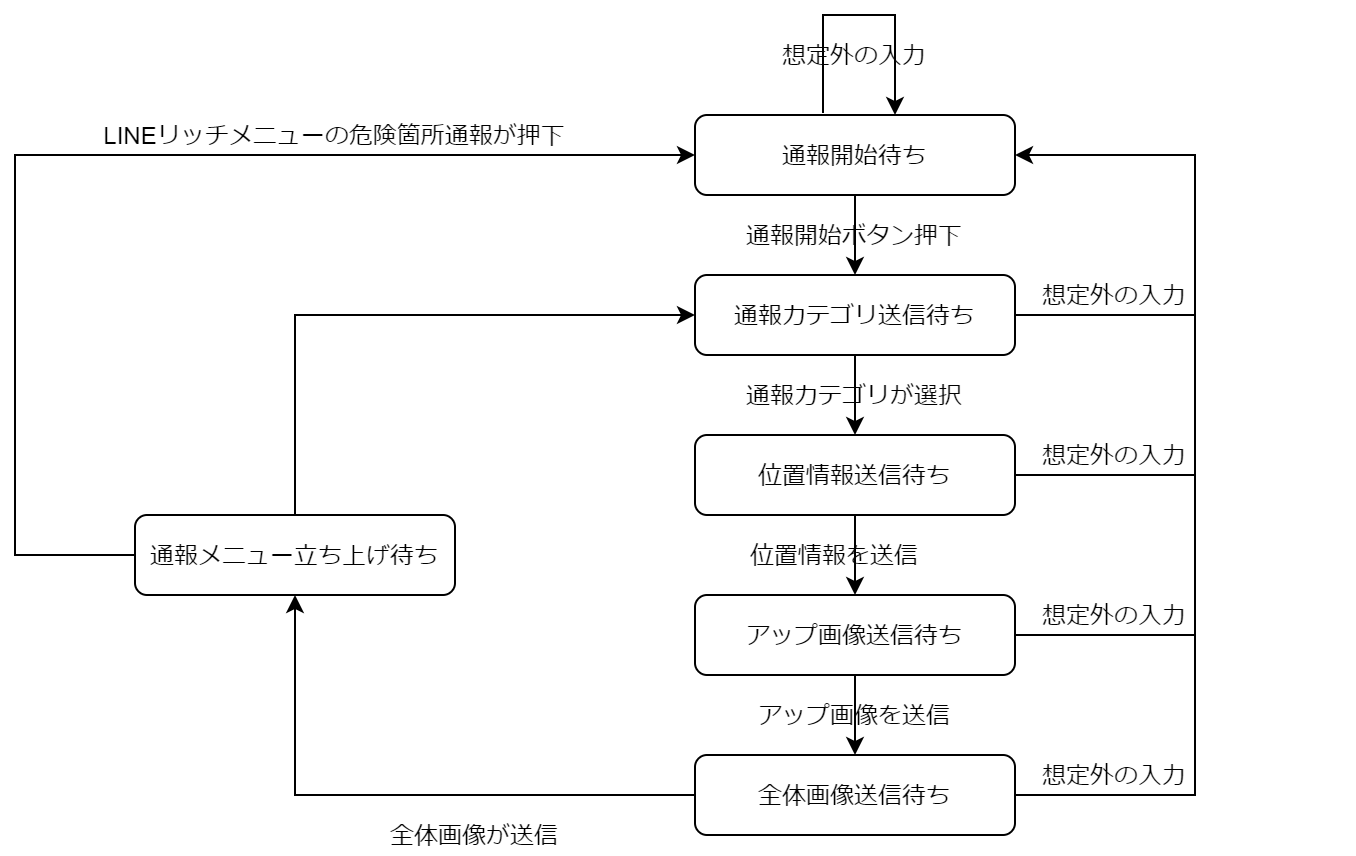 想定外の入力
LINEリッチメニューの危険箇所通報が押下
通報開始待ち
通報開始ボタン押下
想定外の入力
通報カテゴリ送信待ち
通報カテゴリが選択
想定外の入力
位置情報送信待ち
通報メニュー立ち上げ待ち
位置情報を送信
想定外の入力
アップ画像送信待ち
アップ画像を送信
想定外の入力
全体画像送信待ち
全体画像が送信